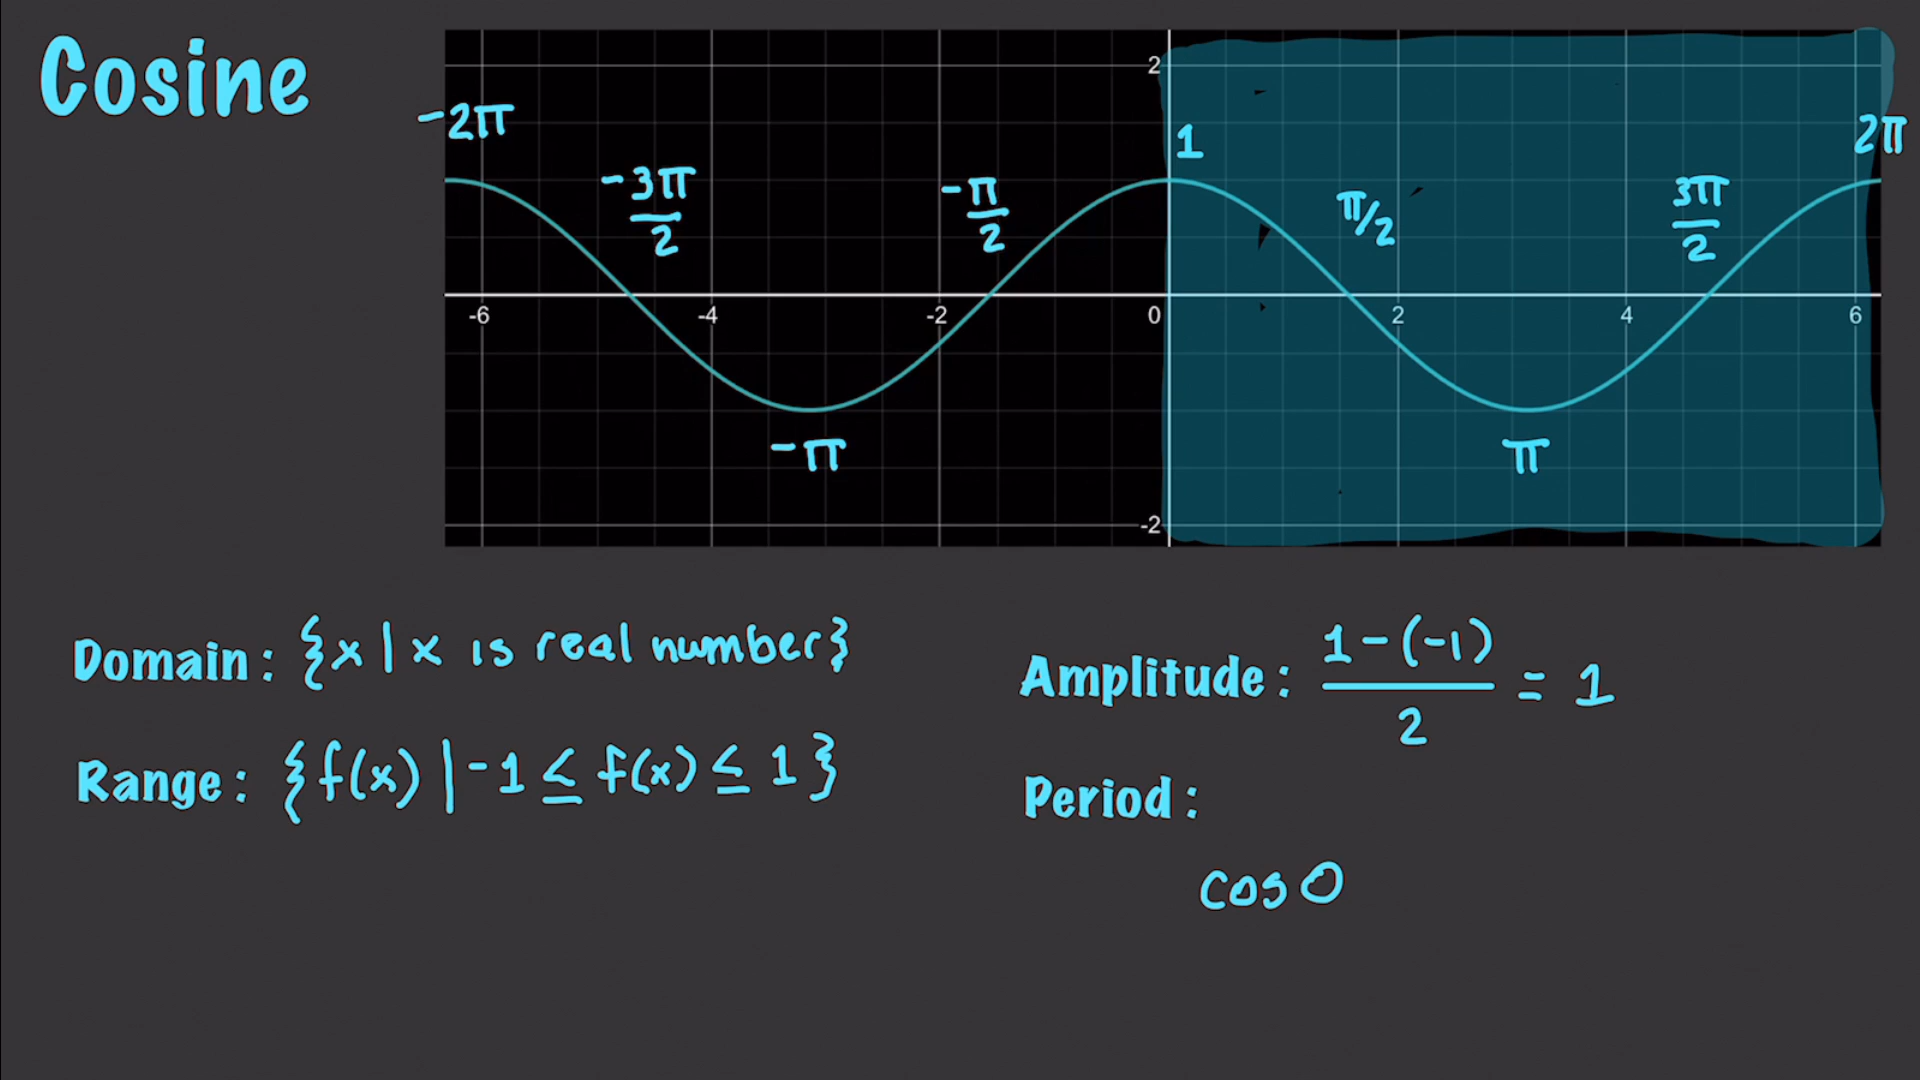 Cosine
-2π
-3π/2
-π/2
1
π/2
3π/2
2π
2
-6 -4 -2 0 2 4 6
-2
-π
π
Domain: {x | x is real number}
Range: {f(x) | -1 ≤ f(x) ≤ 1}
Amplitude: 1-(-1)/2 = 1
Period:
cos 0